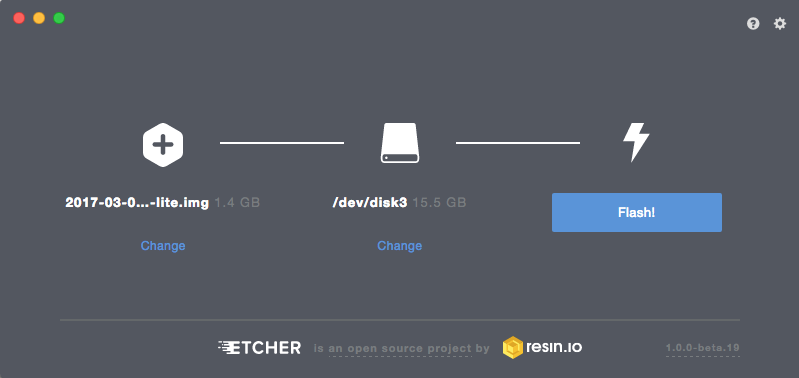 2017-03-0...-lite.img 1.4 GB
/dev/disk3 15.5 GB
Flash!
Change
Change
ETCHER is an open source project by resin.io 1.0.0-beta.19